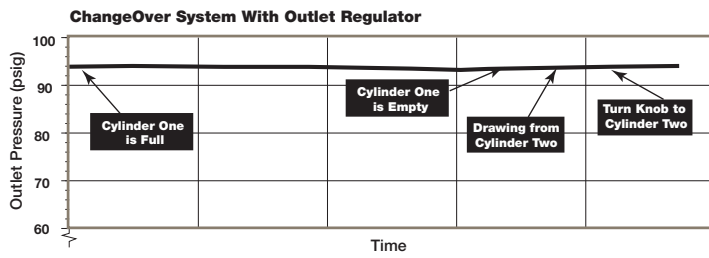 ChangeOver System With Outlet Regulator
Outlet Pressure (psig)
100
90
80
70
60
Cylinder One
is Full
Cylinder One
is Empty
Drawing from
Cylinder Two
Turn Knob to
Cylinder Two
Time